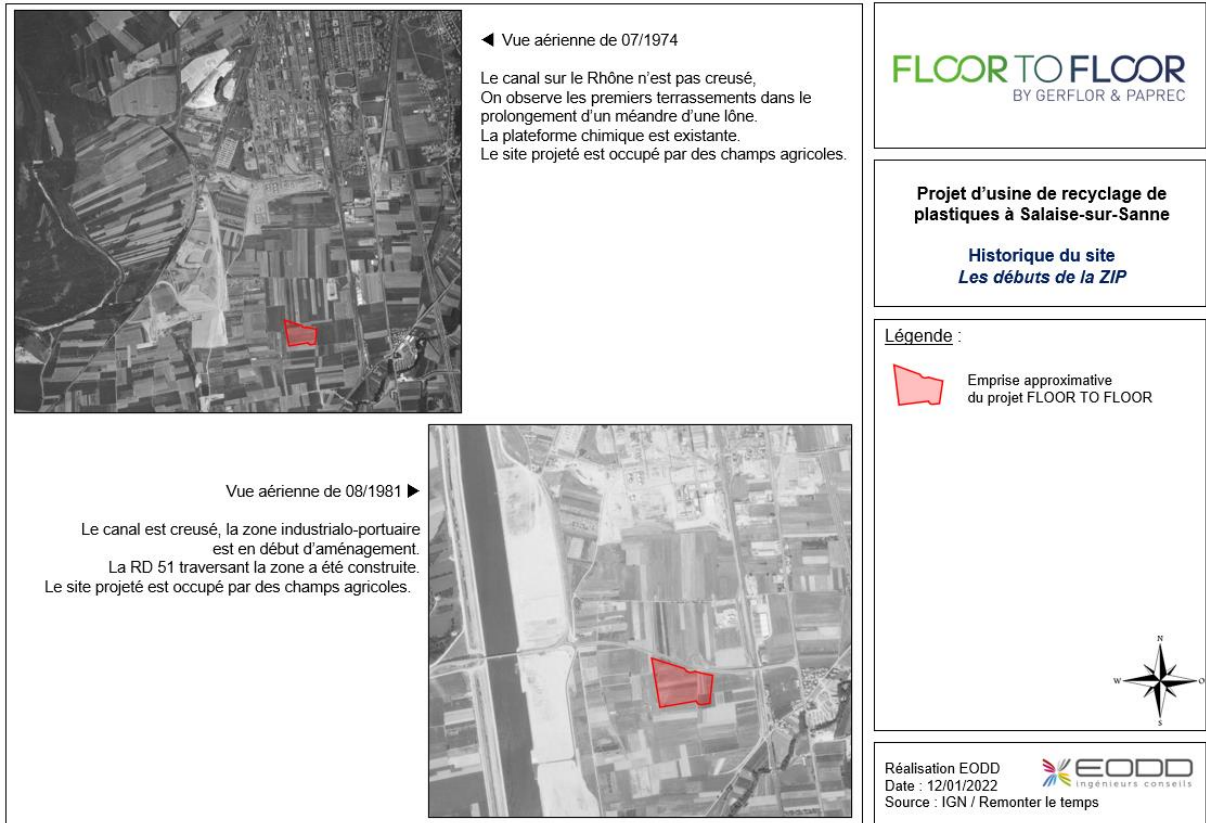 ◀ Vue aérienne de 07/1974
Le canal sur le Rhône n'est pas creusé,
On observe les premiers terrassements dans le
prolongement d'un méandre d'une lône.
La plateforme chimique est existante.
Le site projeté est occupé par des champs agricoles.
Vue aérienne de 08/1981 ▶
Le canal est creusé, la zone industrialo-portuaire
est en début d'aménagement.
La RD 51 traversant la zone a été construite.
Le site projeté est occupé par des champs agricoles.
FLOOR TO FLOOR
BY GERFLOR & PAPREC
Projet d'usine de recyclage de
plastiques à Salaise-sur-Sanne
Historique du site
Les débuts de la ZIP
Légende :
Emprise approximative
du projet FLOOR TO FLOOR
N
W
O
S
Réalisation EODD
Date : 12/01/2022
Source : IGN / Remonter le temps
EODD
ingénieurs conseils